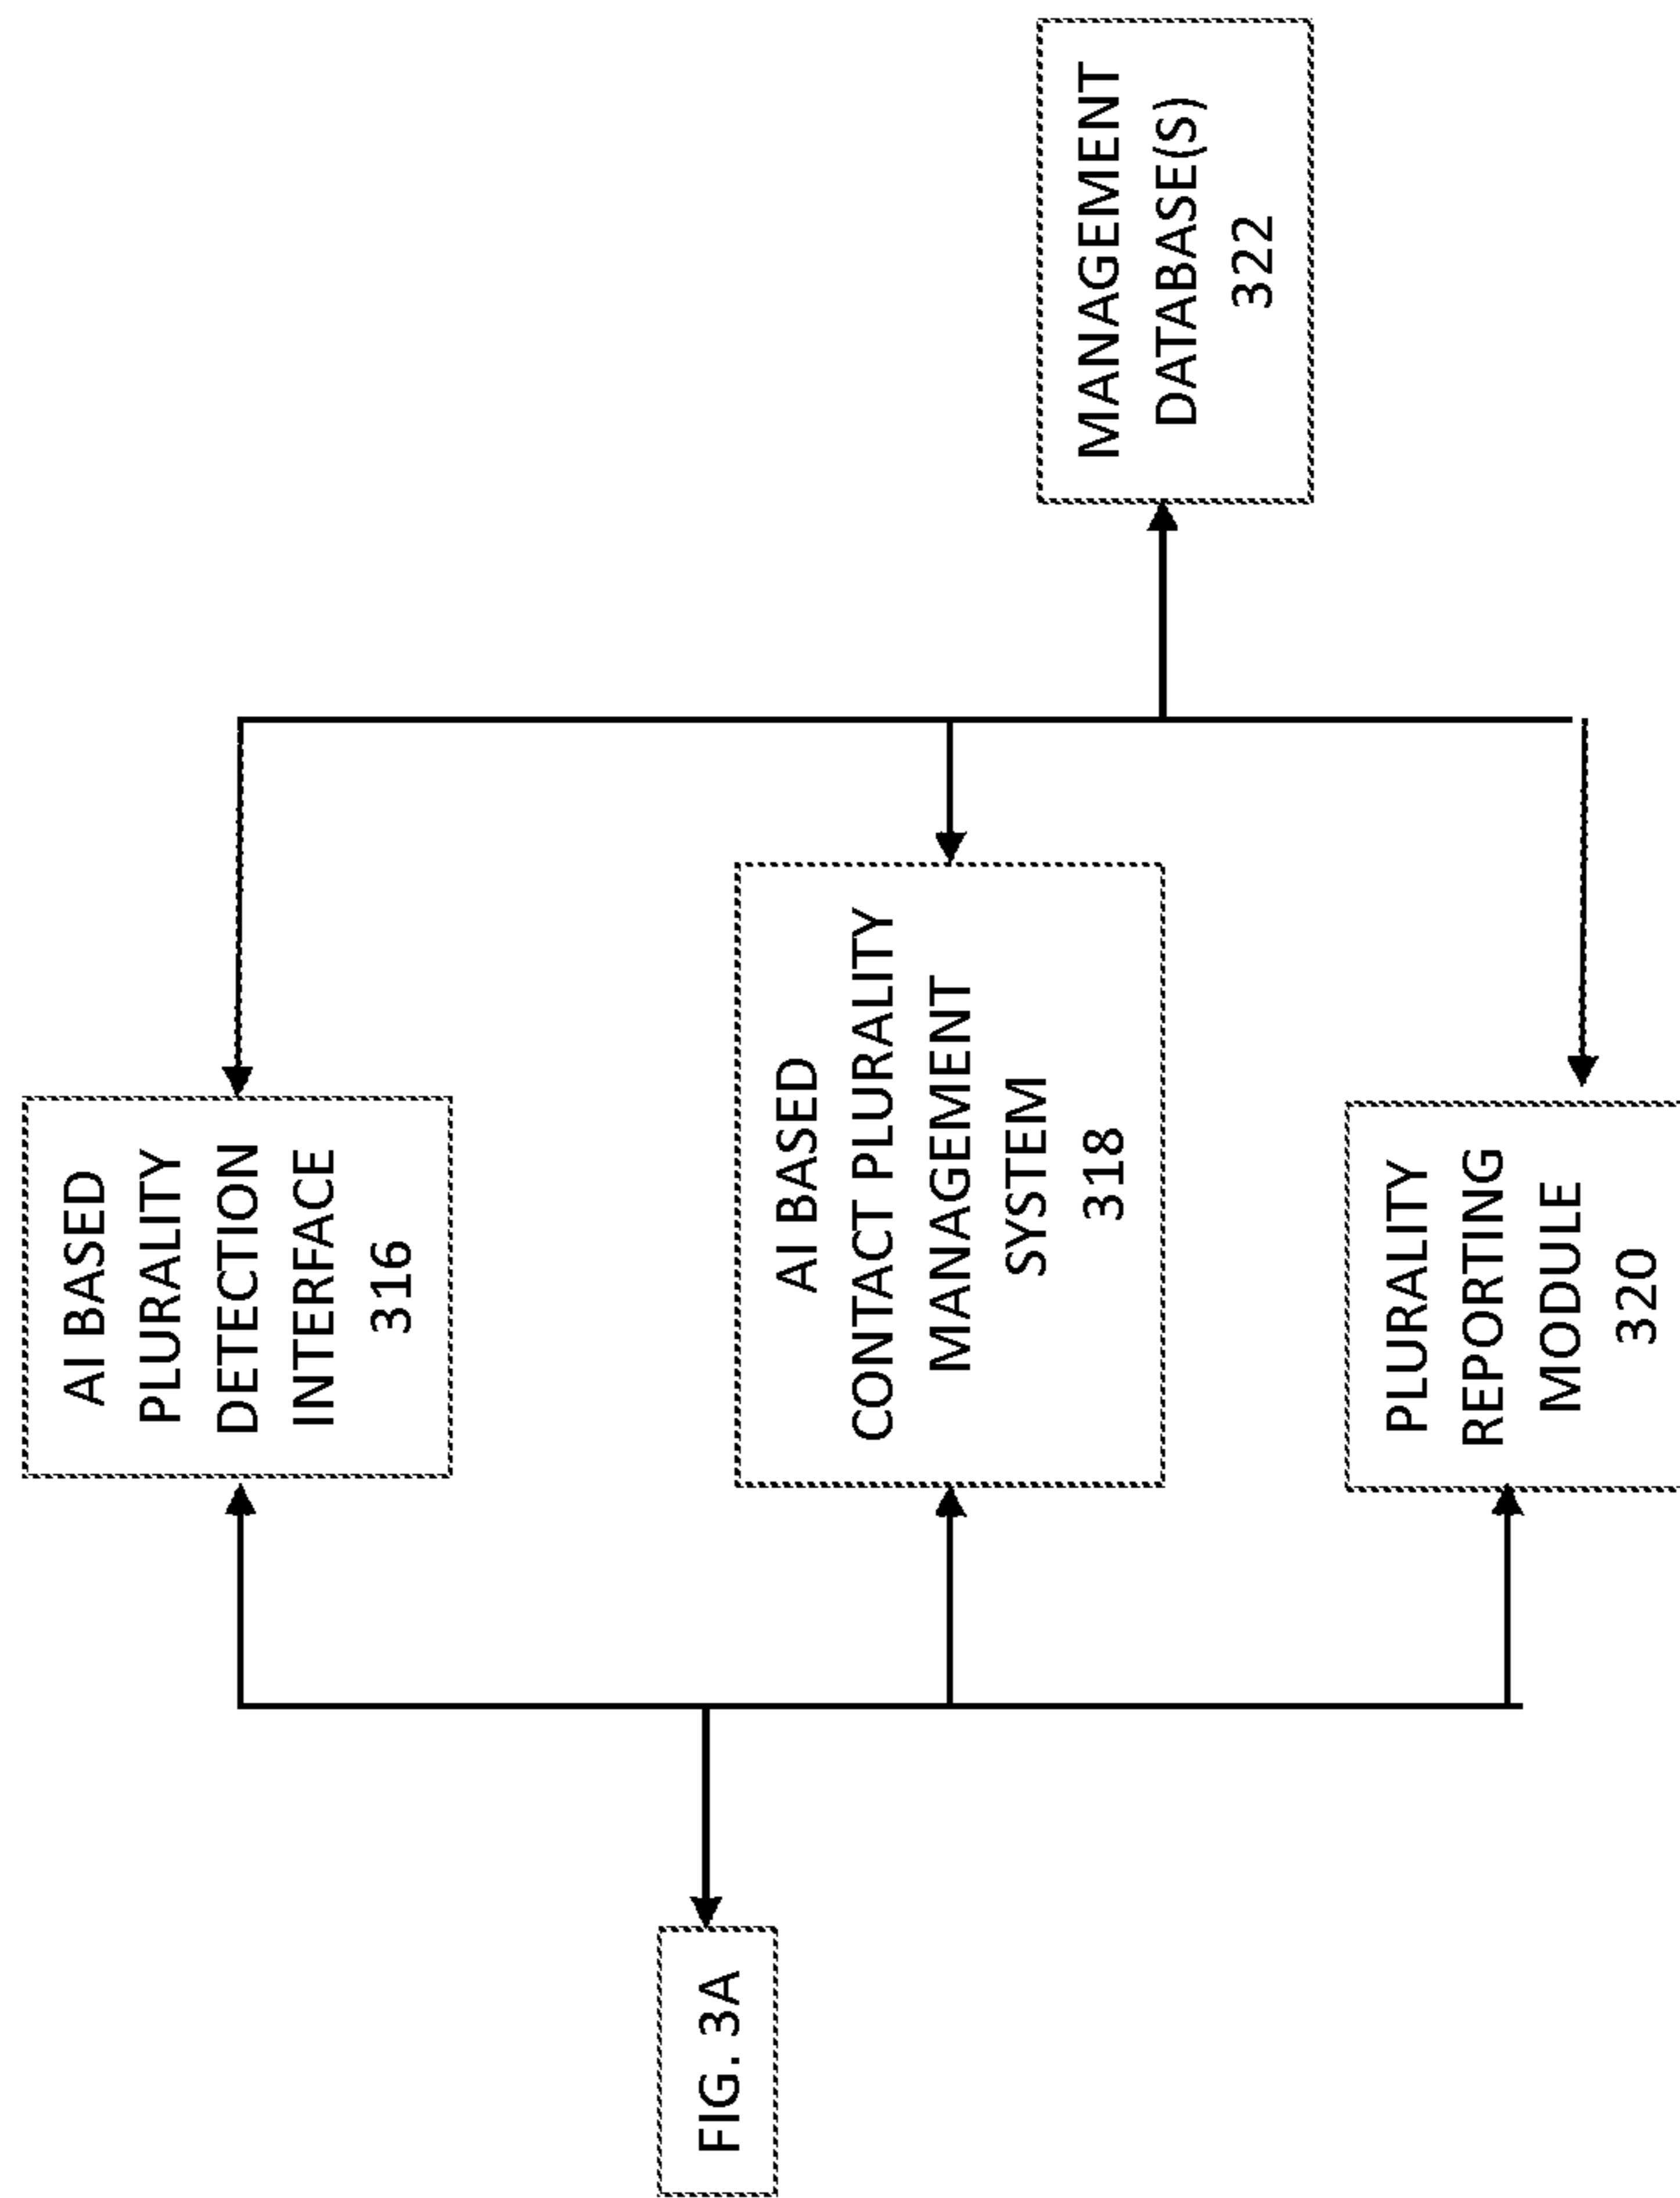 AI BASED
PLURALITY
DETECTION
INTERFACE
316
FIG. 3A
AI BASED
CONTACT PLURALITY
MANAGEMENT
SYSTEM
318
MANAGEMENT
DATABASE(S)
322
PLURALITY
REPORTING
MODULE
320